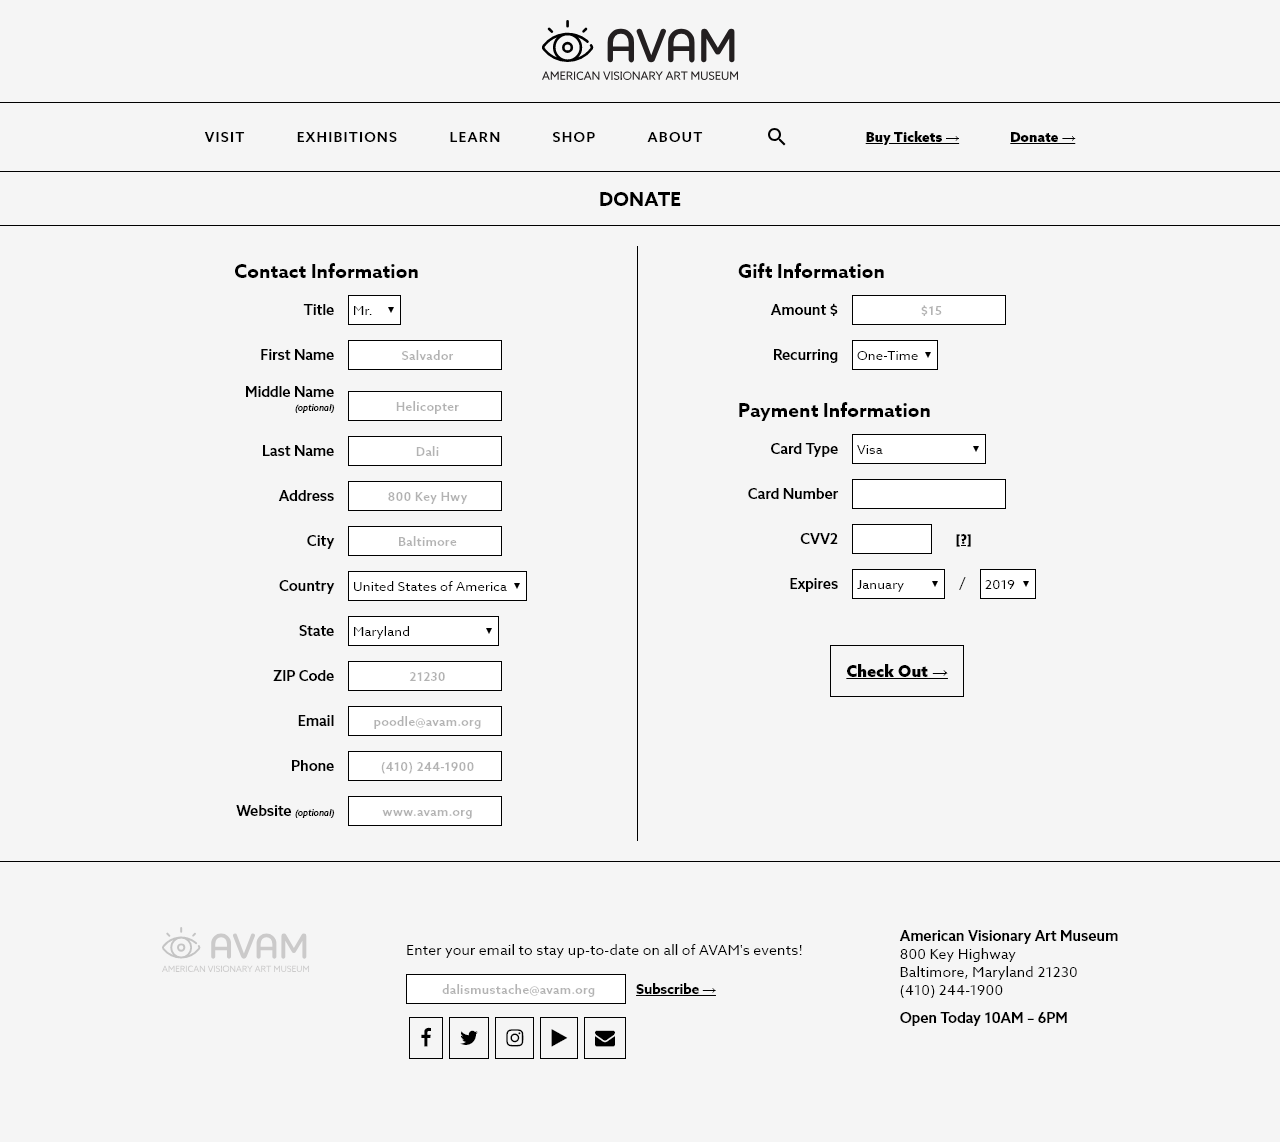 AVAM
AMERICAN VISIONARY ART MUSEUM
VISIT EXHIBITIONS LEARN SHOP ABOUT Buy Tickets → Donate →
DONATE
Contact Information
Title Mr. ▼
First Name Salvador
Middle Name (optional) Helicopter
Last Name Dali
Address 800 Key Hwy
City Baltimore
Country United States of America ▼
State Maryland ▼
ZIP Code 21230
Email poodle@avam.org
Phone (410) 244-1900
Website (optional) www.avam.org
Gift Information
Amount $ $15
Recurring One-Time ▼
Payment Information
Card Type Visa ▼
Card Number
CVV2 [?]
Expires January ▼ / 2019 ▼
Check Out →
AVAM
AMERICAN VISIONARY ART MUSEUM
Enter your email to stay up-to-date on all of AVAM's events!
dalismustache@avam.org Subscribe →
American Visionary Art Museum
800 Key Highway
Baltimore, Maryland 21230
(410) 244-1900
Open Today 10AM – 6PM